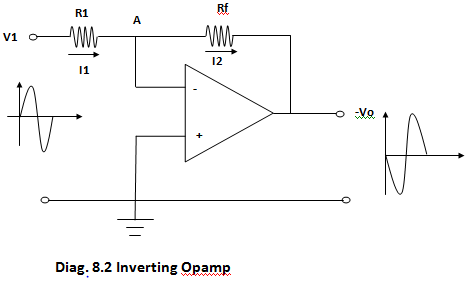 R1
A
Rf
V1
I1
I2
-
+
-Vo
Diag. 8.2 Inverting Opamp